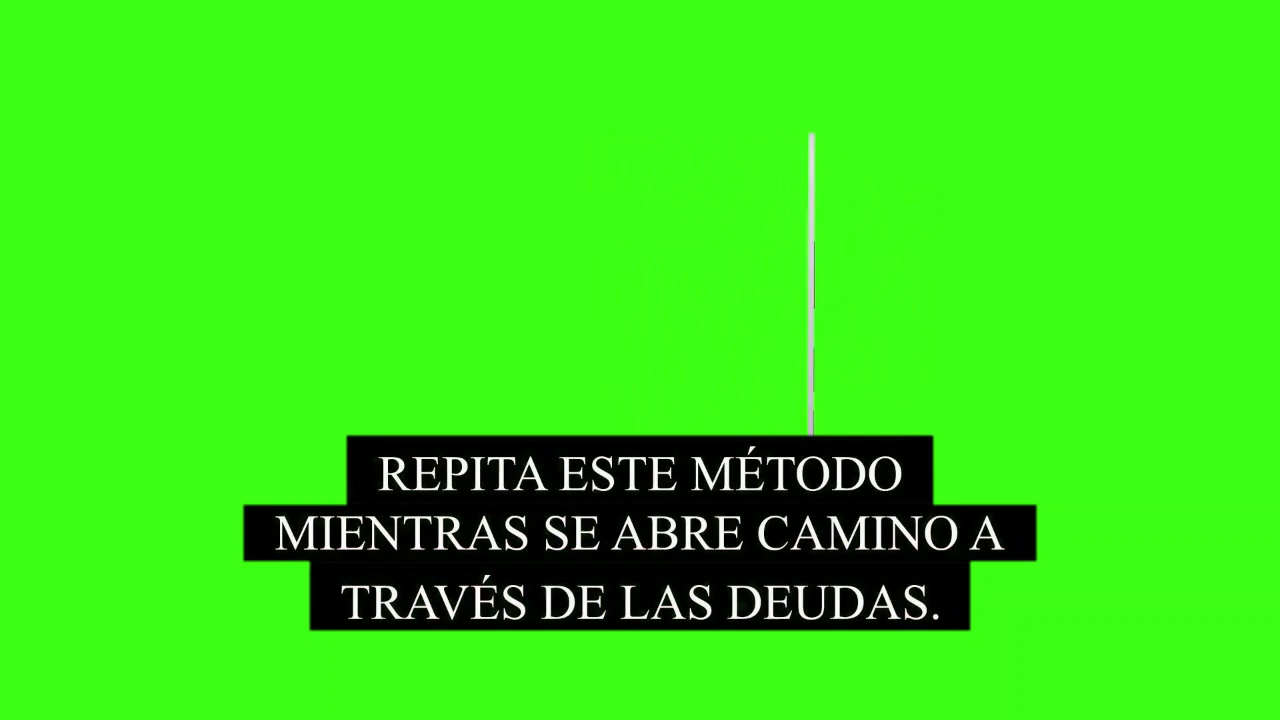 REPITA ESTE MÉTODO
MIENTRAS SE ABRE CAMINO A
TRAVÉS DE LAS DEUDAS.